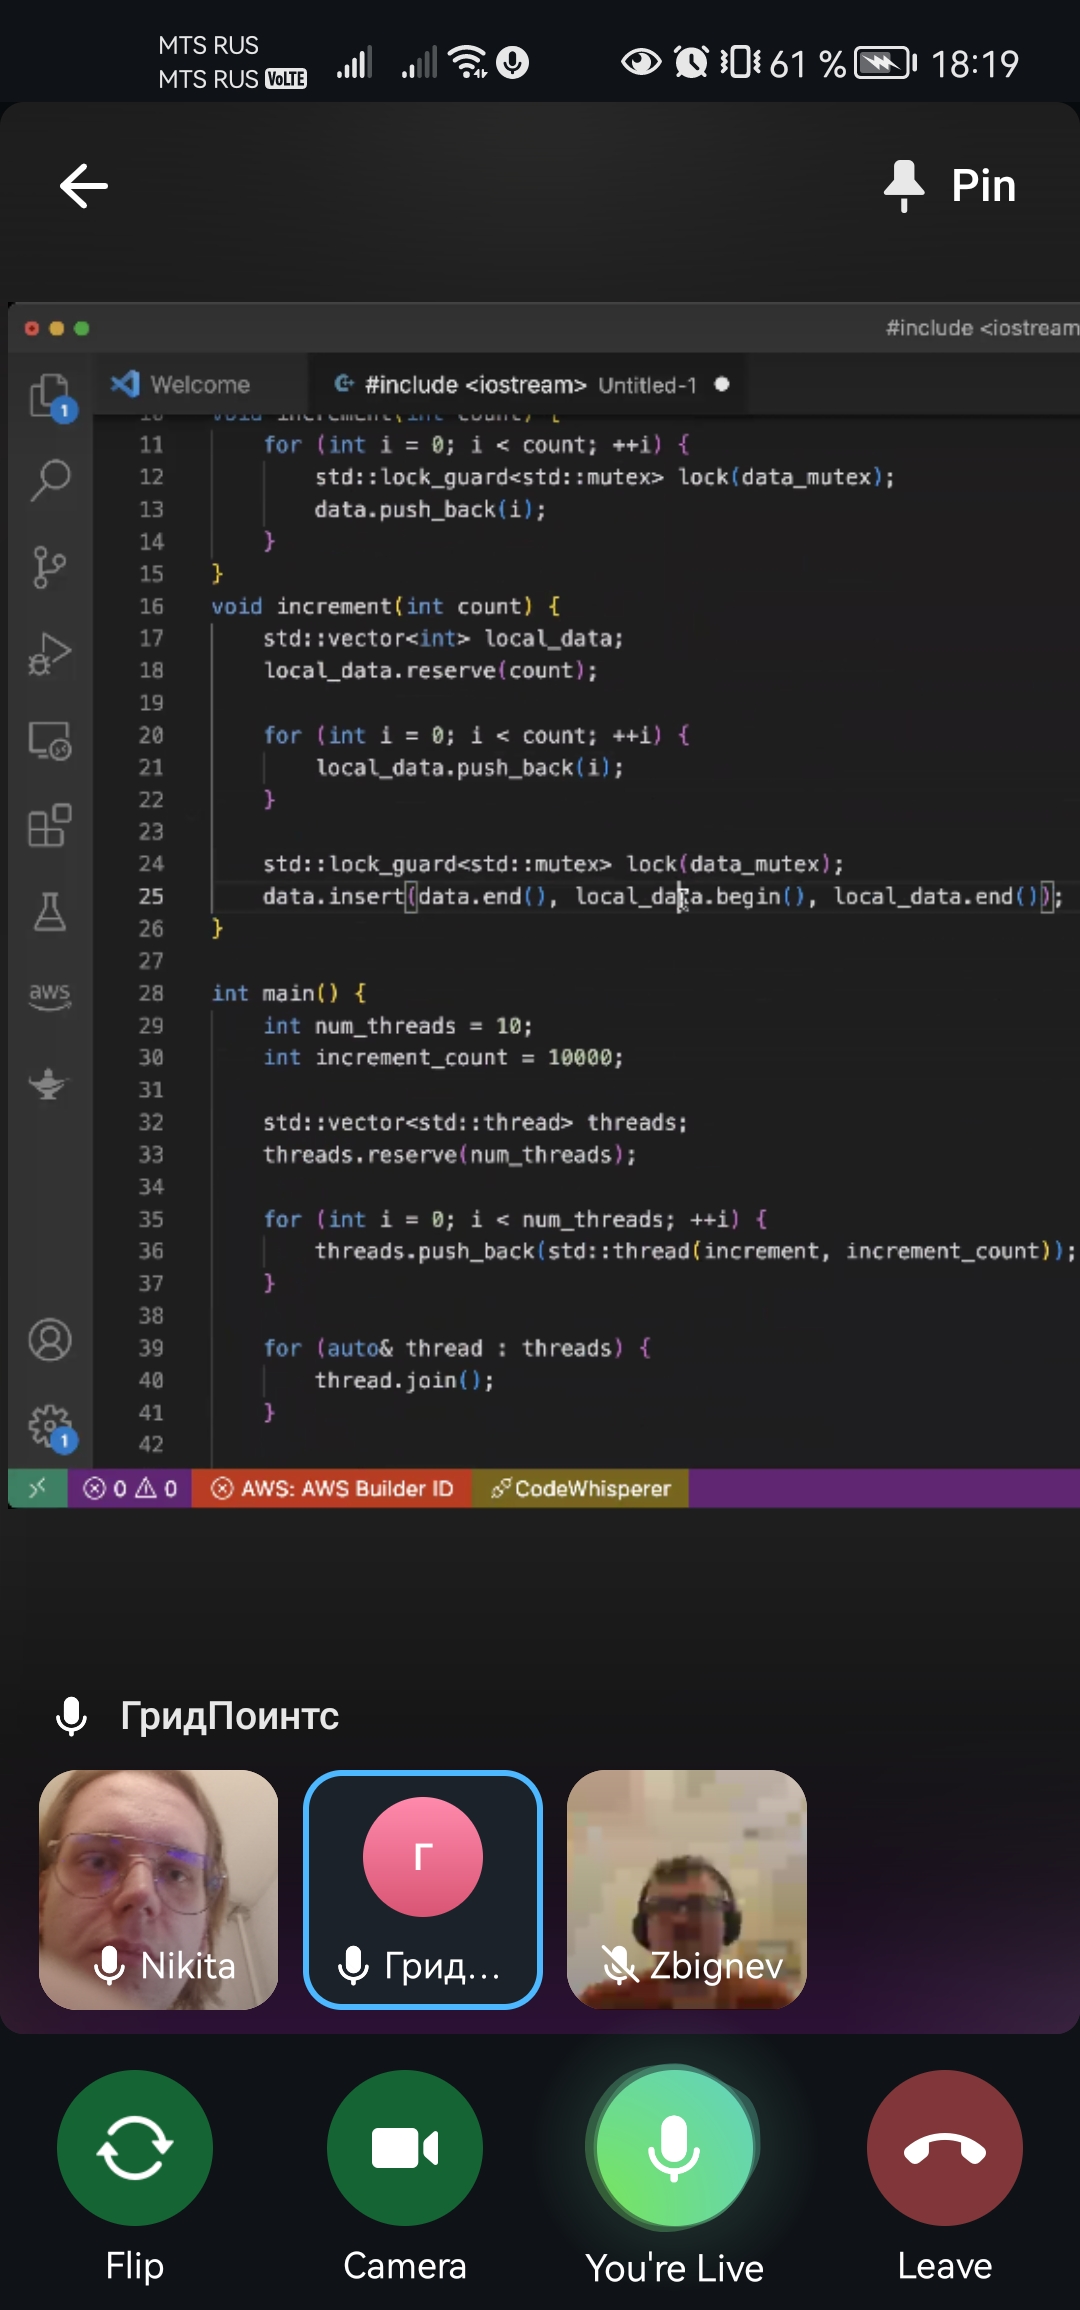 MTS RUS
MTS RUS VoLTE
61 % 18:19
Pin
#include <iostream
Welcome
#include <iostream> Untitled-1
10 void increment(int count) {
11 for (int i = 0; i < count; ++i) {
12 std::lock_guard<std::mutex> lock(data_mutex);
13 data.push_back(i);
14 }
15 }
16 void increment(int count) {
17 std::vector<int> local_data;
18 local_data.reserve(count);
19
20 for (int i = 0; i < count; ++i) {
21 local_data.push_back(i);
22 }
23
24 std::lock_guard<std::mutex> lock(data_mutex);
25 data.insert(data.end(), local_data.begin(), local_data.end());
26 }
27
28 int main() {
29 int num_threads = 10;
30 int increment_count = 10000;
31
32 std::vector<std::thread> threads;
33 threads.reserve(num_threads);
34
35 for (int i = 0; i < num_threads; ++i) {
36 threads.push_back(std::thread(increment, increment_count));
37 }
38
39 for (auto& thread : threads) {
40 thread.join();
41 }
42
1
aws
1
0 0 AWS: AWS Builder ID CodeWhisperer
ГридПоинтс
Г
Nikita
Грид...
Zbignev
Flip
Camera
You're Live
Leave